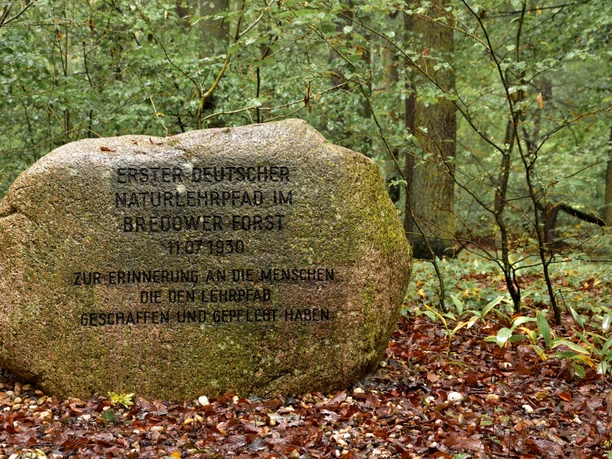 ERSTER DEUTSCHER
NATURLEHRPFAD IM
BREDOWER FORST
11.07.1930
ZUR ERINNERUNG AN DIE MENSCHEN
DIE DEN LEHRPFAD
GESCHAFFEN UND GEPFLEGT HABEN